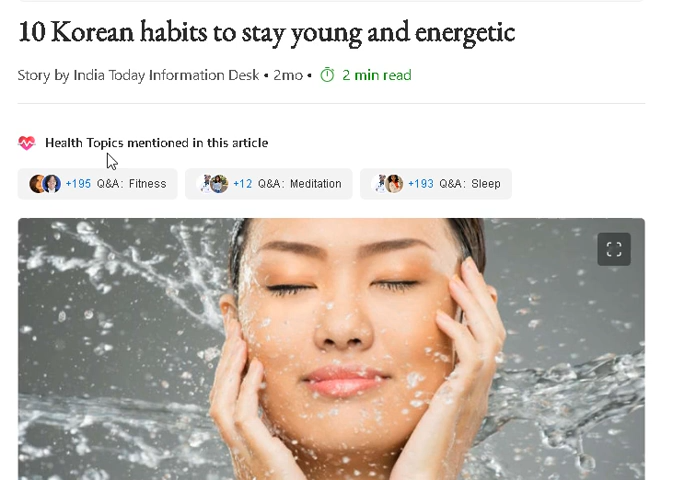 10 Korean habits to stay young and energetic
Story by India Today Information Desk • 2mo • 2 min read
Health Topics mentioned in this article
+195 Q&A: Fitness +12 Q&A: Meditation +193 Q&A: Sleep